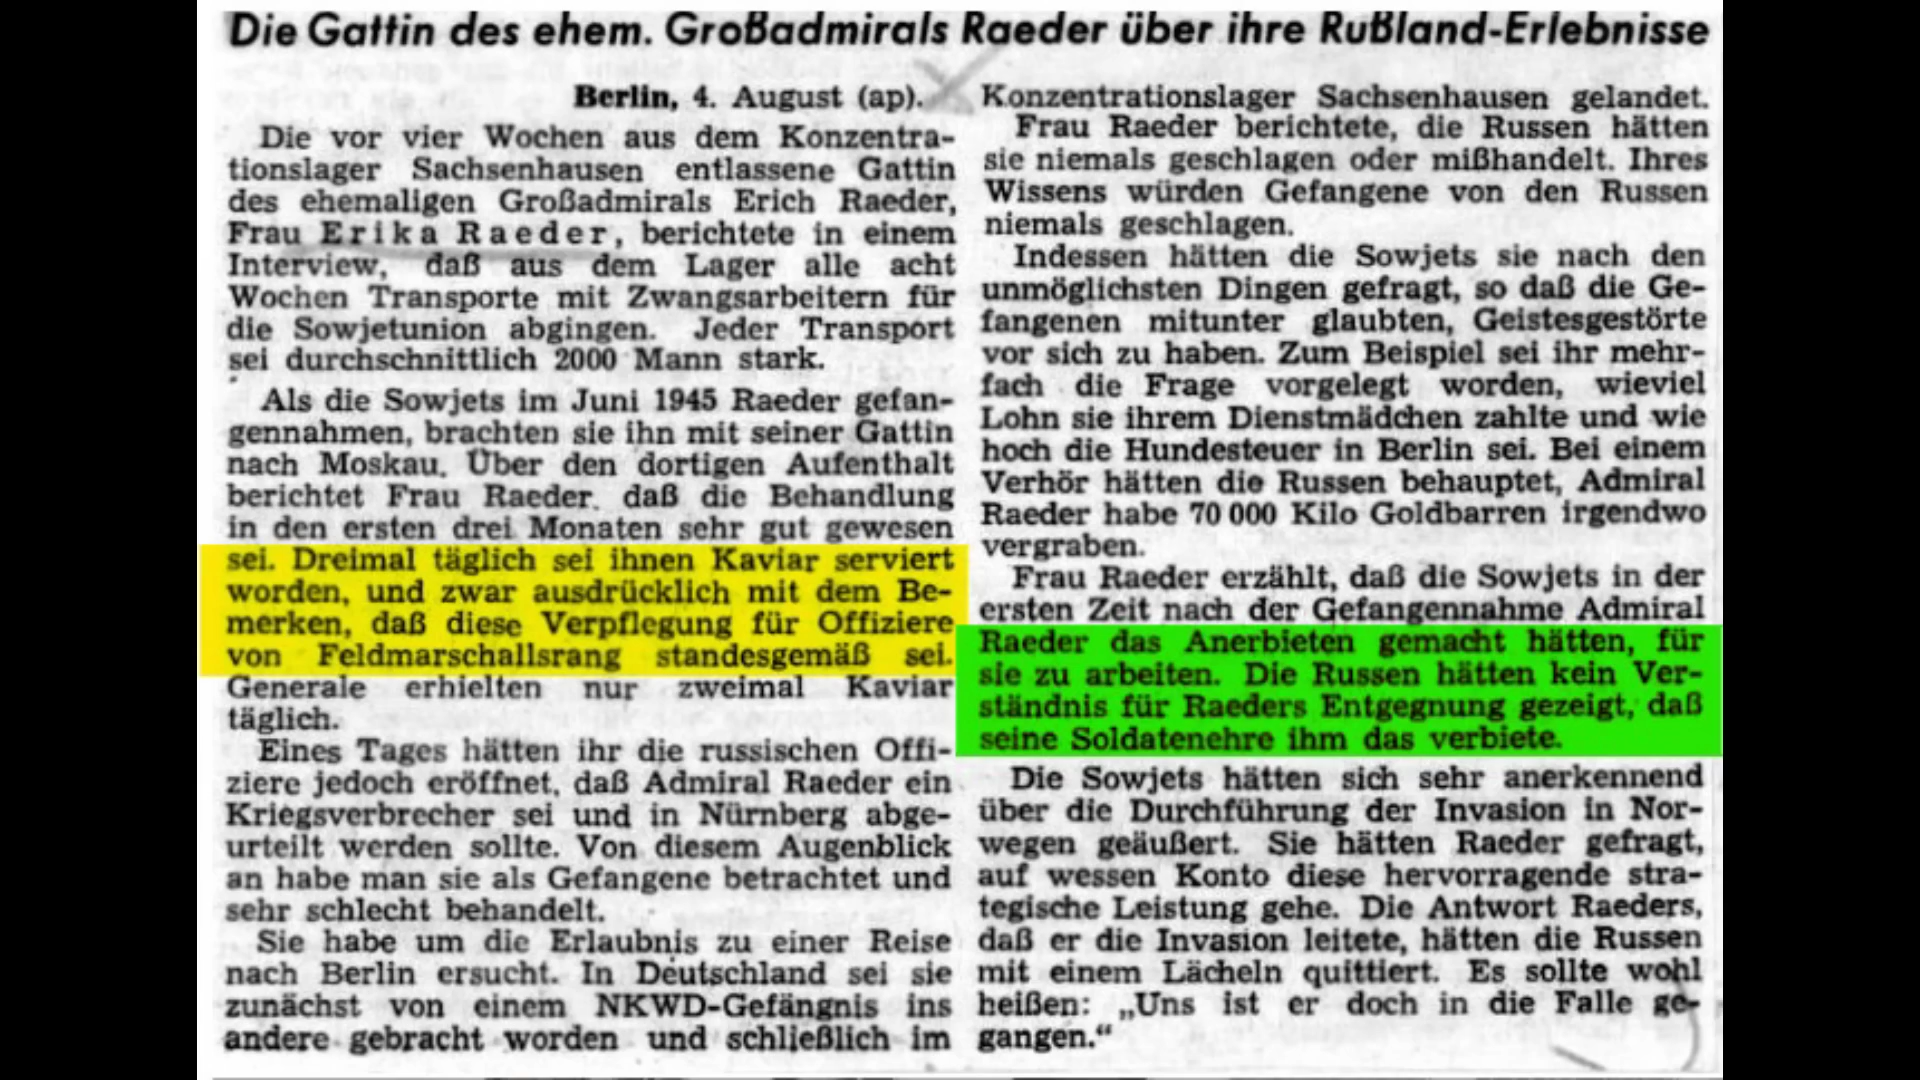 Die Gattin des ehem. Großadmirals Raeder über ihre Rußland-Erlebnisse
Berlin, 4. August (ap).
Die vor vier Wochen aus dem Konzentra-
tionslager Sachsenhausen entlassene Gattin
des ehemaligen Großadmirals Erich Raeder,
Frau Erika Raeder, berichtete in einem
Interview, daß aus dem Lager alle acht
Wochen Transporte mit Zwangsarbeitern für
die Sowjetunion abgingen. Jeder Transport
sei durchschnittlich 2000 Mann stark.
Als die Sowjets im Juni 1945 Raeder gefan-
gennahmen, brachten sie ihn mit seiner Gattin
nach Moskau. Über den dortigen Aufenthalt
berichtet Frau Raeder, daß die Behandlung
in den ersten drei Monaten sehr gut gewesen
sei. Dreimal täglich sei ihnen Kaviar serviert
worden, und zwar ausdrücklich mit dem Be-
merken, daß diese Verpflegung für Offiziere
von Feldmarschallsrang standesgemäß sei.
Generale erhielten nur zweimal Kaviar
täglich.
Eines Tages hätten ihr die russischen Offi-
ziere jedoch eröffnet, daß Admiral Raeder ein
Kriegsverbrecher sei und in Nürnberg abge-
urteilt werden sollte. Von diesem Augenblick
an habe man sie als Gefangene betrachtet und
sehr schlecht behandelt.
Sie habe um die Erlaubnis zu einer Reise
nach Berlin ersucht. In Deutschland sei sie
zunächst von einem NKWD-Gefängnis ins
andere gebracht worden und schließlich im
Konzentrationslager Sachsenhausen gelandet.
Frau Raeder berichtete, die Russen hätten
sie niemals geschlagen oder mißhandelt. Ihres
Wissens würden Gefangene von den Russen
niemals geschlagen.
Indessen hätten die Sowjets sie nach den
unmöglichsten Dingen gefragt, so daß die Ge-
fangenen mitunter glaubten, Geistesgestörte
vor sich zu haben. Zum Beispiel sei ihr mehr-
fach die Frage vorgelegt worden, wieviel
Lohn sie ihrem Dienstmädchen zahlte und wie
hoch die Hundesteuer in Berlin sei. Bei einem
Verhör hätten die Russen behauptet, Admiral
Raeder habe 70 000 Kilo Goldbarren irgendwo
vergraben.
Frau Raeder erzählt, daß die Sowjets in der
ersten Zeit nach der Gefangennahme Admiral
Raeder das Anerbieten gemacht hätten, für
sie zu arbeiten. Die Russen hätten kein Ver-
ständnis für Raeders Entgegnung gezeigt, daß
seine Soldatenehre ihm das verbiete.
Die Sowjets hätten sich sehr anerkennend
über die Durchführung der Invasion in Nor-
wegen geäußert. Sie hätten Raeder gefragt,
auf wessen Konto diese hervorragende stra-
tegische Leistung gehe. Die Antwort Raeders,
daß er die Invasion leitete, hätten die Russen
mit einem Lächeln quittiert. Es sollte wohl
heißen: „Uns ist er doch in die Falle ge-
gangen.“